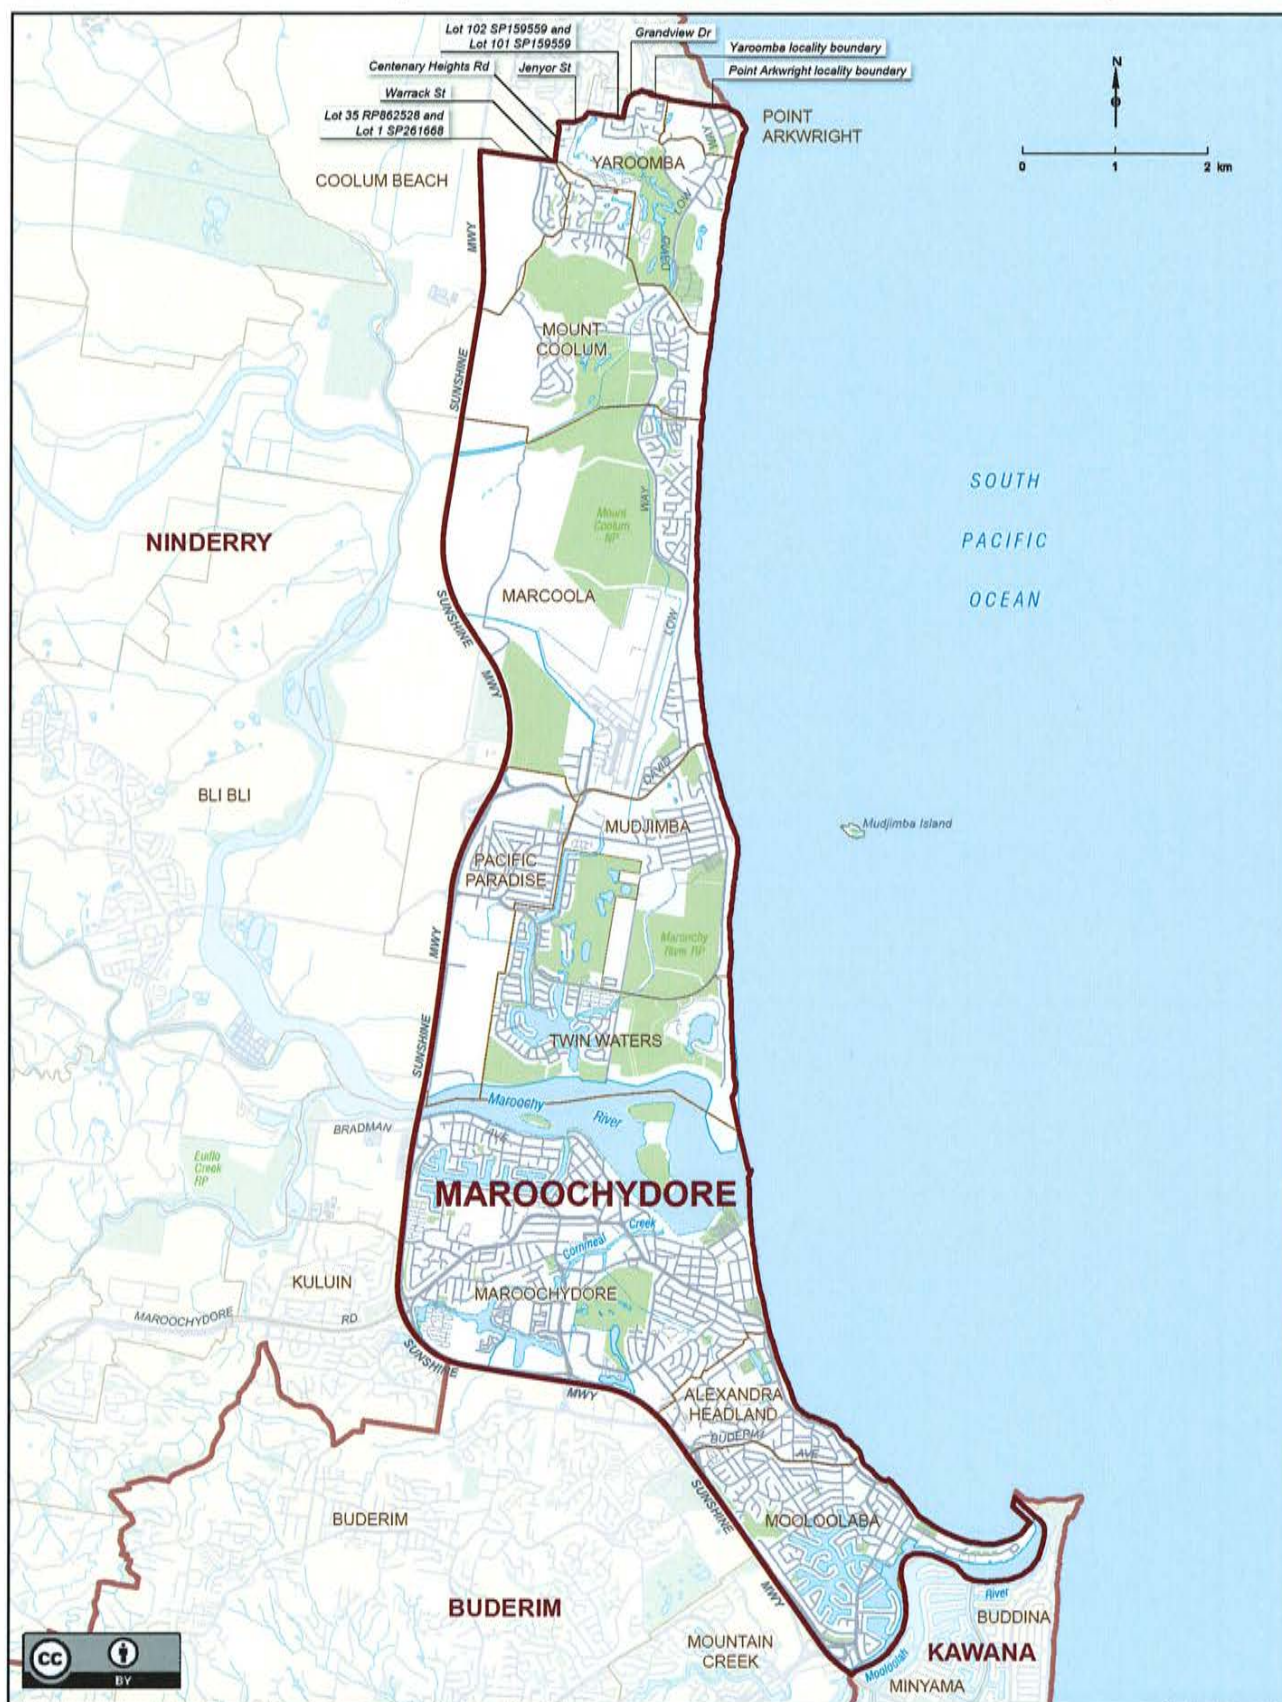 Lot 102 SP159559 and
Lot 101 SP159559
Grandview Dr
Yaroomba locality boundary
Centenary Heights Rd
Jenyor St
Point Arkwright locality boundary
Warrack St
Lot 35 RP862528 and
Lot 1 SP261668
N
POINT
ARKWRIGHT
0 1 2 km
COOLUM BEACH
YAROOMBA
WAY
LOW
DAVID
MWY
MOUNT
COOLUM
SUNSHINE
SOUTH
PACIFIC
OCEAN
WAY
Mount
Coolum
NP
NINDERRY
MARCOOLA
SUNSHINE
LOW
MWY
DAVID
BLI BLI
MUDJIMBA
Mudjimba Island
PACIFIC
PARADISE
MWY
Maroochy
River RP
SUNSHINE
TWIN WATERS
Maroochy
River
BRADMAN
AVE
Eudlo
Creek
RP
MAROOCHYDORE
Cornmeal
Creek
KULUIN
MAROOCHYDORE
MAROOCHYDORE
RD
SUNSHINE
MWY
ALEXANDRA
HEADLAND
BUDERIM
AVE
SUNSHINE
BUDERIM
MOOLOOLABA
MWY
River
BUDERIM
BUDDINA
MOUNTAIN
CREEK
KAWANA
Mooloolah
MINYAMA
CC
BY